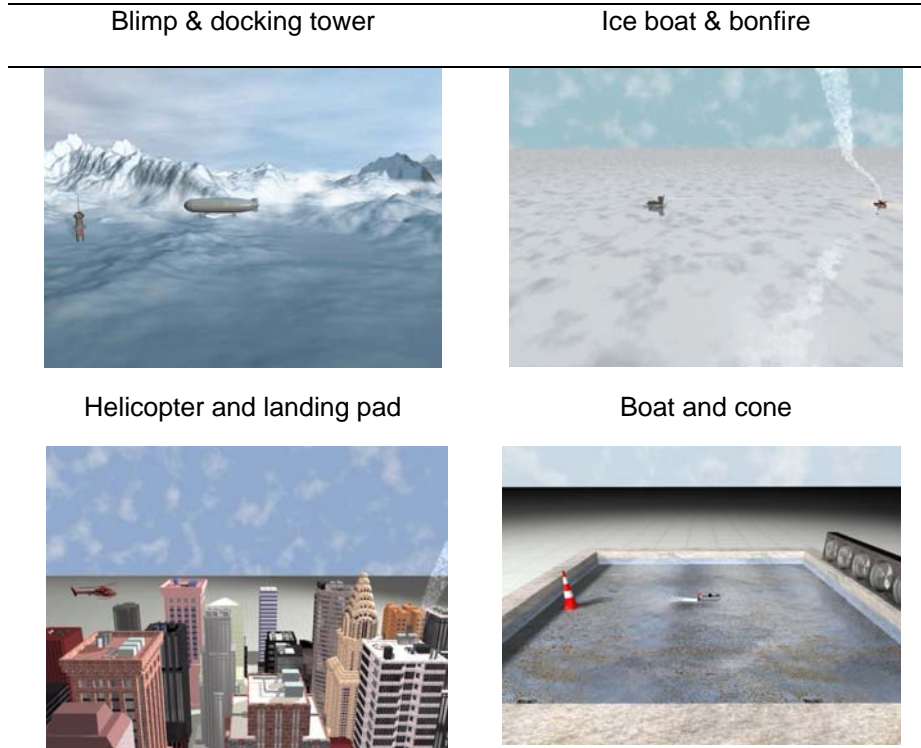 Blimp & docking tower
Ice boat & bonfire
Helicopter and landing pad
Boat and cone